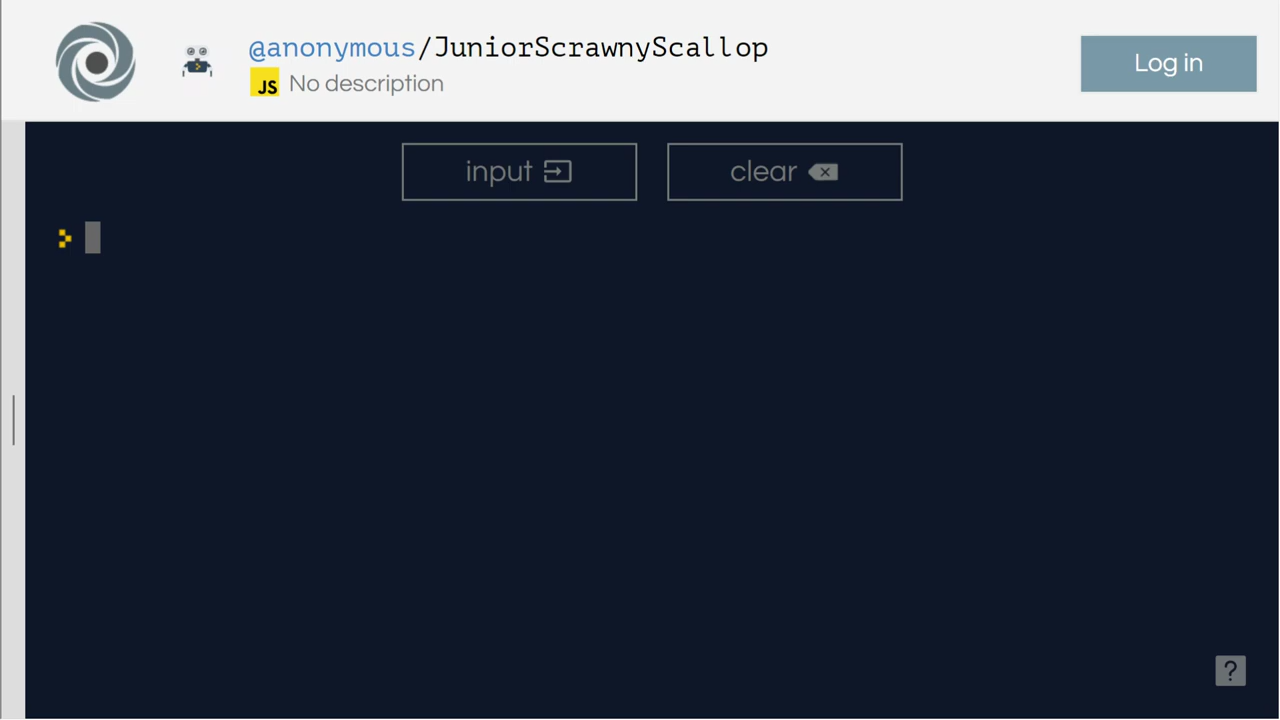 @anonymous/JuniorScrawnyScallop
JS No description
Log in
input clear
?